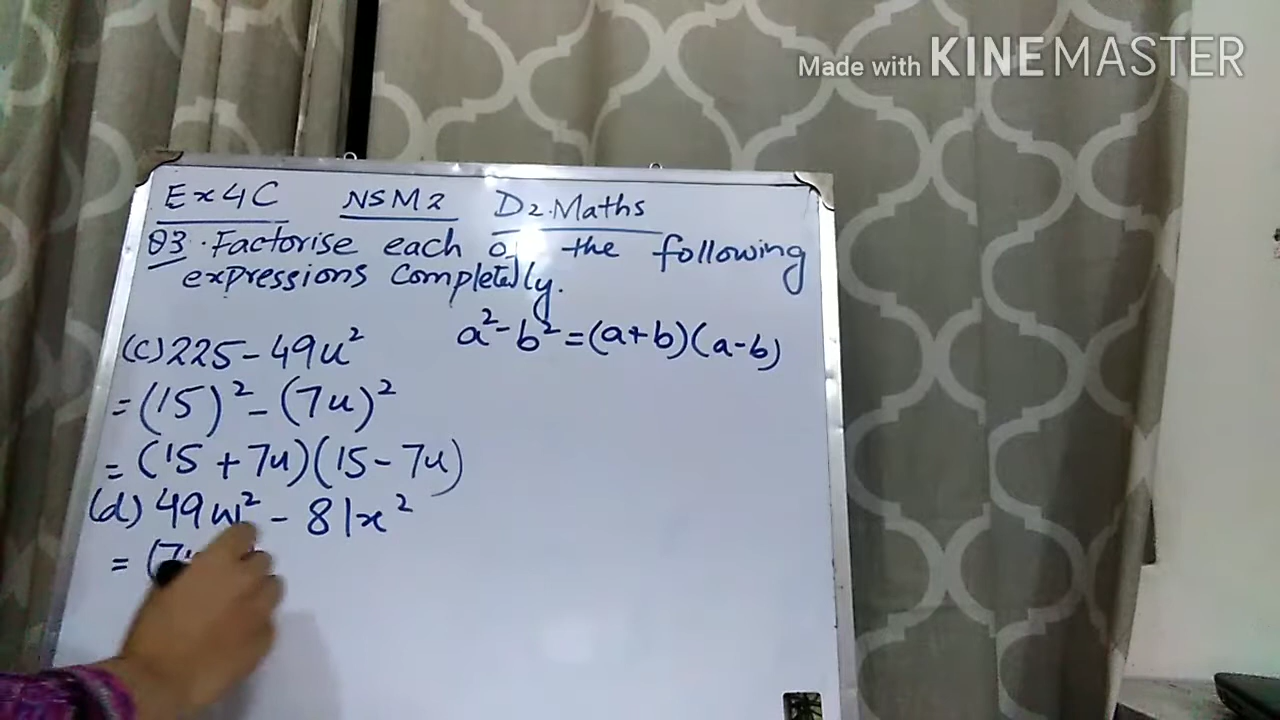 Made with KINEMASTER
Ex4C NSM2 D2.Maths
Q3. Factorise each of the following
expressions completely.
a²-b²=(a+b)(a-b)
(c) 225-49u²
=(15)²-(7u)²
=(15+7u)(15-7u)
(d) 49w²-81x²
=(7